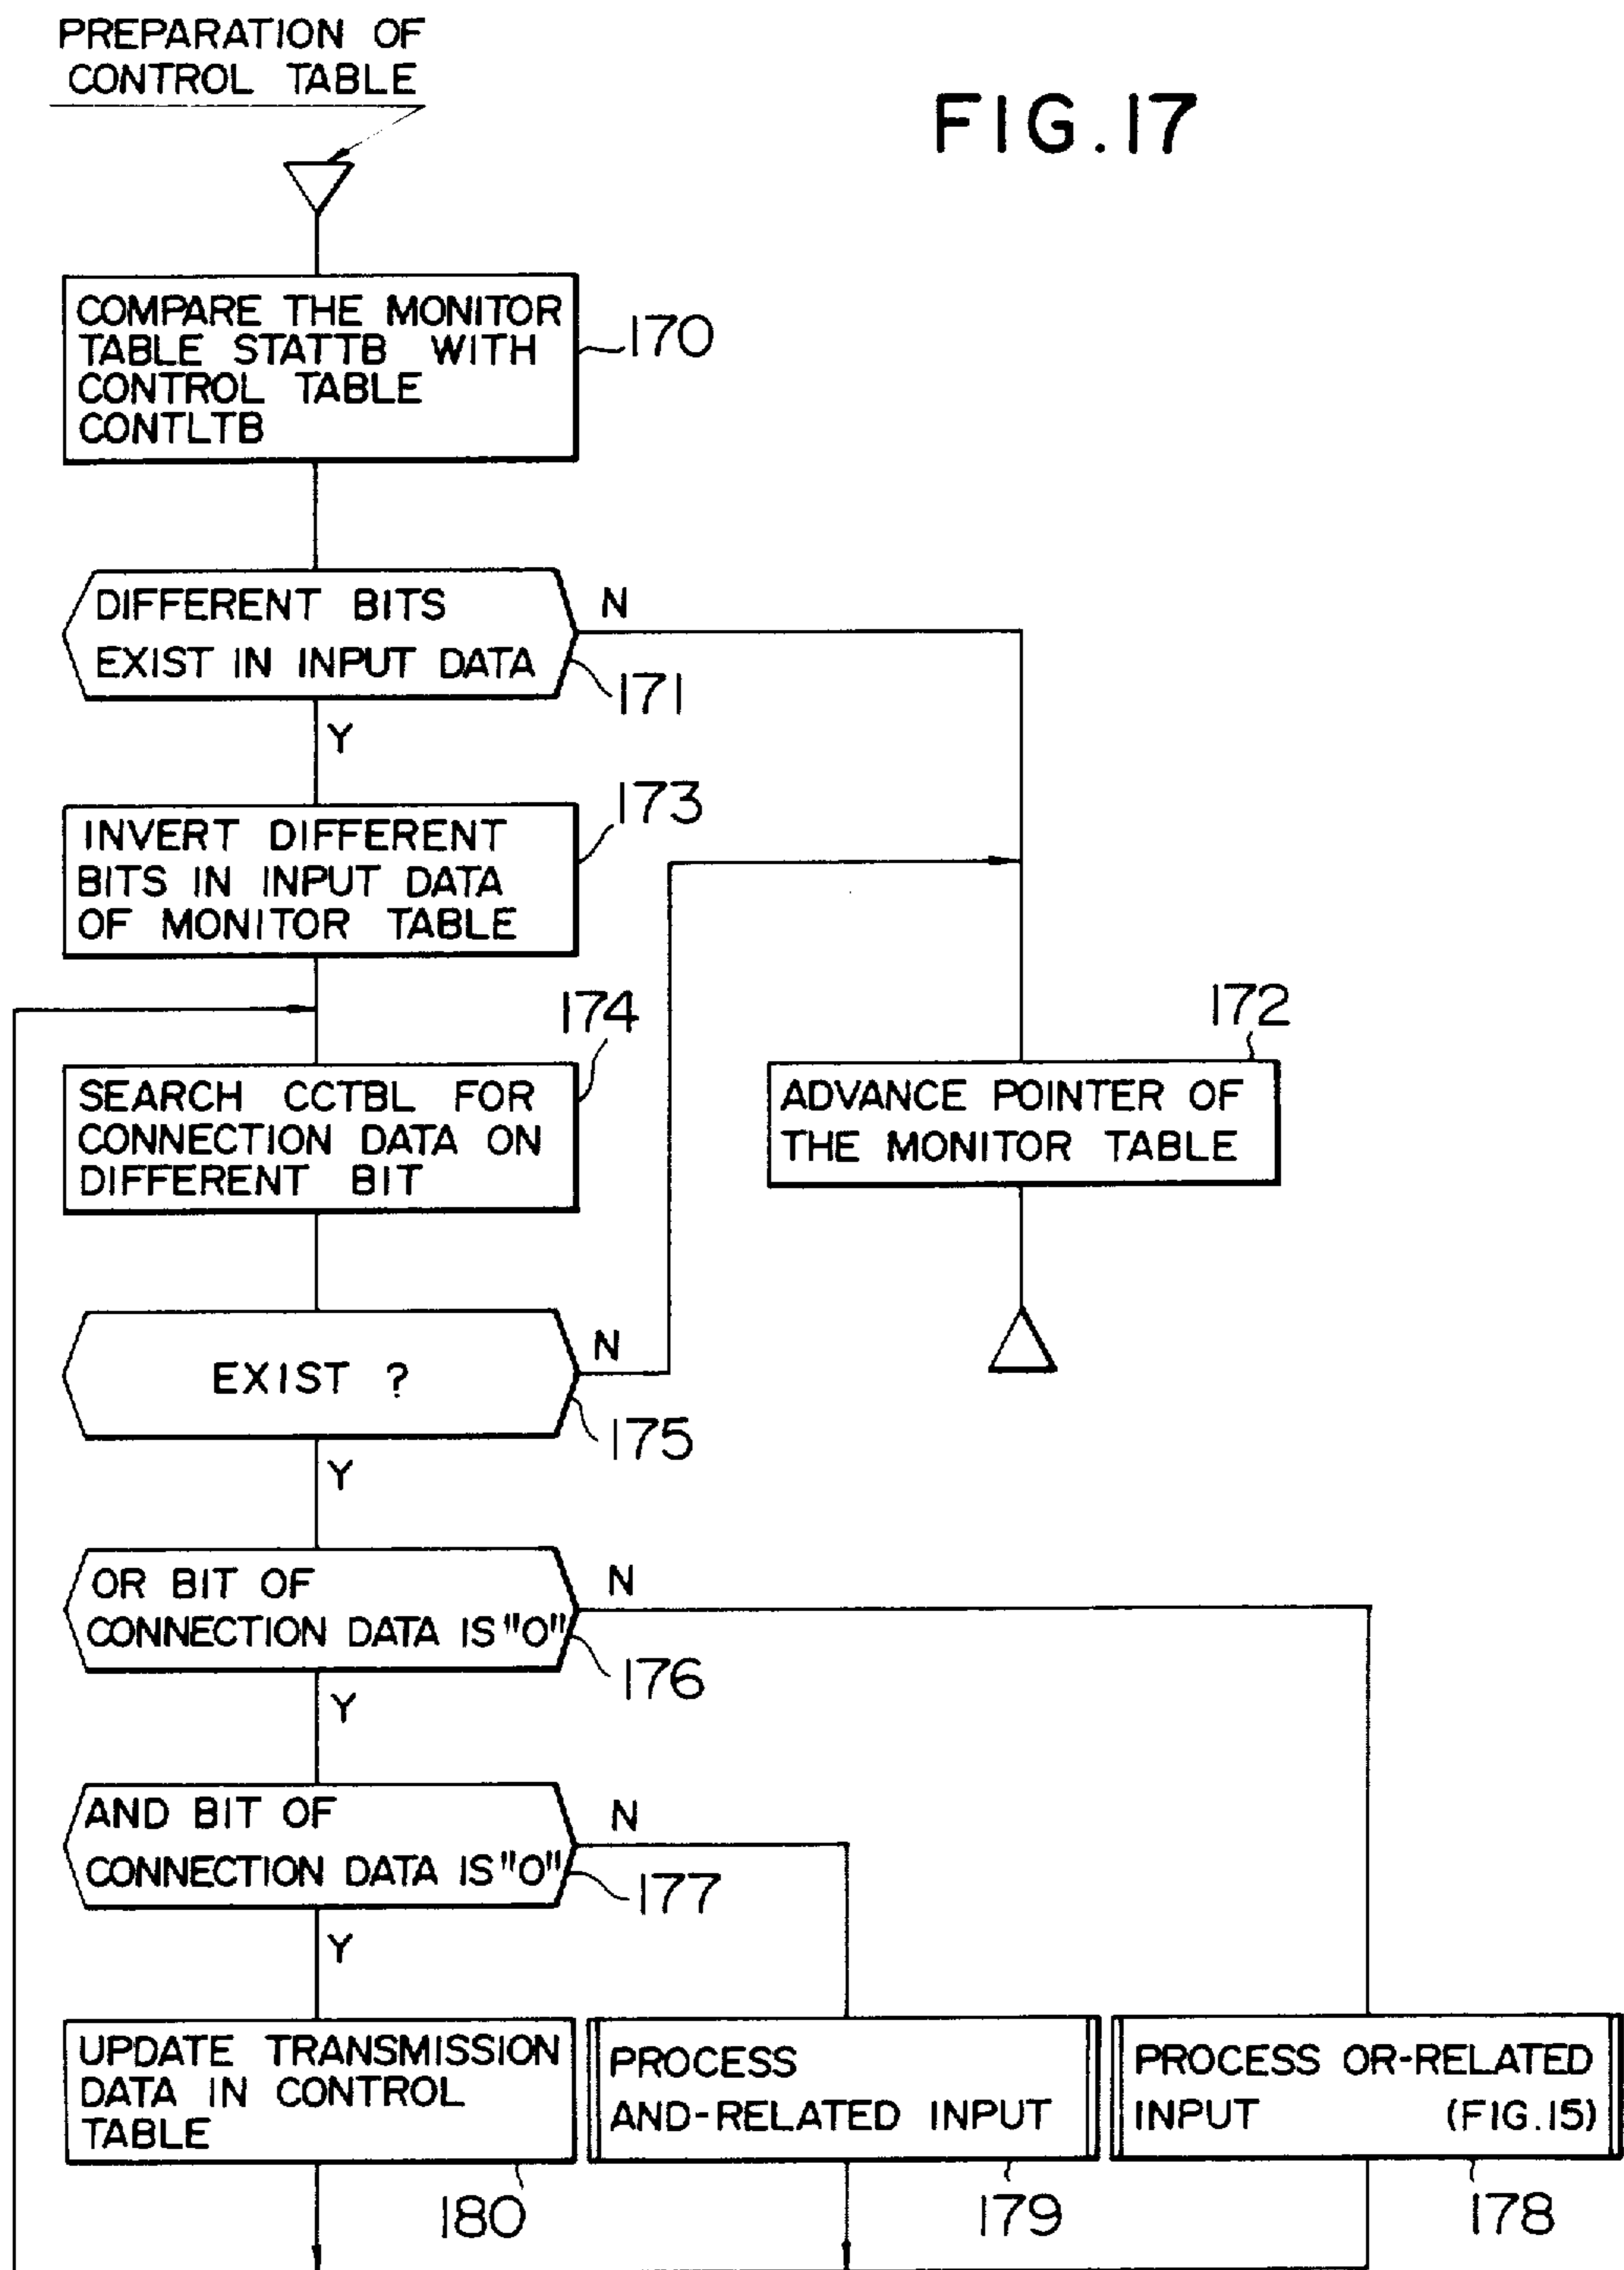 PREPARATION OF
CONTROL TABLE
FIG.17
COMPARE THE MONITOR
TABLE STATTB WITH
CONTROL TABLE
CONTLTB
170
DIFFERENT BITS
EXIST IN INPUT DATA
N
171
Y
173
INVERT DIFFERENT
BITS IN INPUT DATA
OF MONITOR TABLE
174
172
SEARCH CCTBL FOR
CONNECTION DATA ON
DIFFERENT BIT
ADVANCE POINTER OF
THE MONITOR TABLE
EXIST ?
N
175
Y
OR BIT OF
CONNECTION DATA IS "0"
N
176
Y
AND BIT OF
CONNECTION DATA IS "0"
N
177
Y
UPDATE TRANSMISSION
DATA IN CONTROL
TABLE
PROCESS
AND-RELATED INPUT
PROCESS OR-RELATED
INPUT (FIG.15)
180
179
178